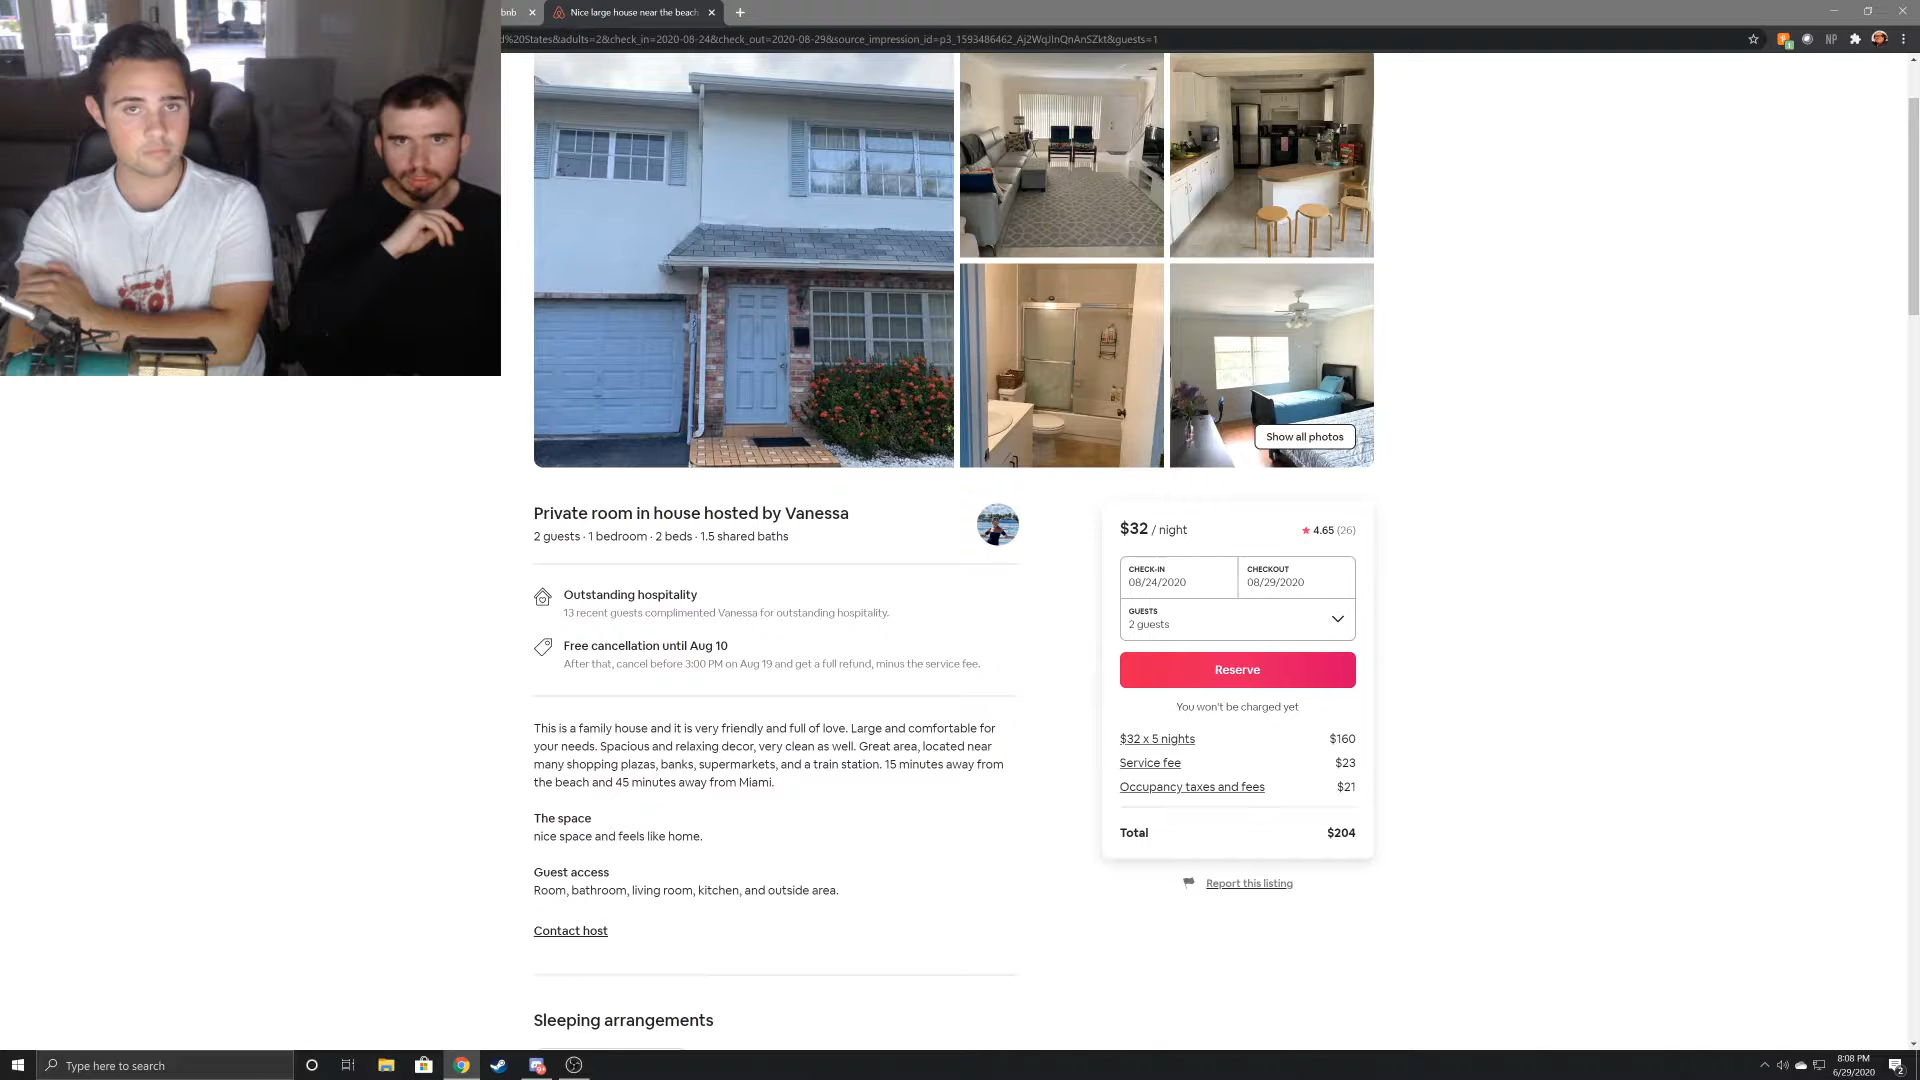 bnb
Nice large house near the beach
d%20States&adults=2&check_in=2020-08-24&check_out=2020-08-29&source_impression_id=p3_1593486462_Aj2WqJlnQnAnSZkt&guests=1
NP
Show all photos
Private room in house hosted by Vanessa
2 guests · 1 bedroom · 2 beds · 1.5 shared baths
Outstanding hospitality
13 recent guests complimented Vanessa for outstanding hospitality.
Free cancellation until Aug 10
After that, cancel before 3:00 PM on Aug 19 and get a full refund, minus the service fee.
This is a family house and it is very friendly and full of love. Large and comfortable for
your needs. Spacious and relaxing decor, very clean as well. Great area, located near
many shopping plazas, banks, supermarkets, and a train station. 15 minutes away from
the beach and 45 minutes away from Miami.
The space
nice space and feels like home.
Guest access
Room, bathroom, living room, kitchen, and outside area.
Contact host
Sleeping arrangements
$32 / night
4.65 (26)
CHECK-IN
08/24/2020
CHECKOUT
08/29/2020
GUESTS
2 guests
Reserve
You won't be charged yet
$32 x 5 nights $160
Service fee $23
Occupancy taxes and fees $21
Total $204
Report this listing
Type here to search
8:08 PM
6/29/2020
2